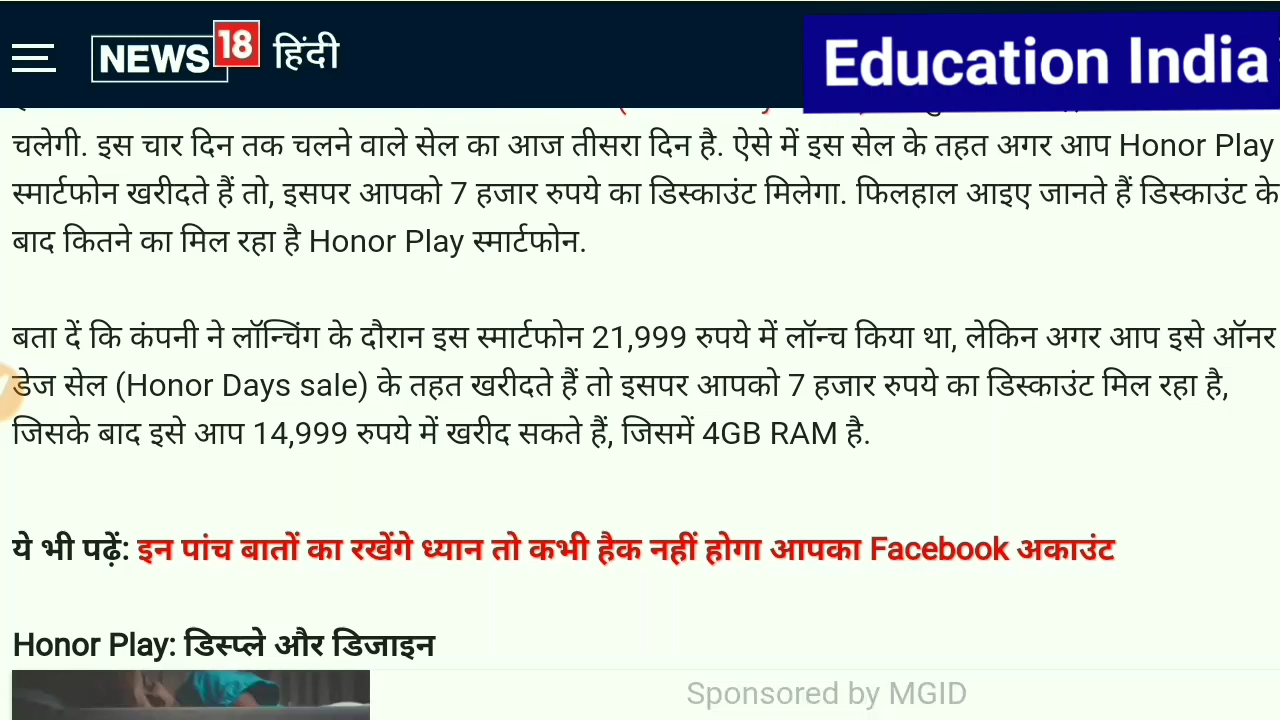 NEWS 18 हिंदी
Education India
चलेगी. इस चार दिन तक चलने वाले सेल का आज तीसरा दिन है. ऐसे में इस सेल के तहत अगर आप Honor Play
स्मार्टफोन खरीदते हैं तो, इसपर आपको 7 हजार रुपये का डिस्काउंट मिलेगा. फिलहाल आइए जानते हैं डिस्काउंट के
बाद कितने का मिल रहा है Honor Play स्मार्टफोन.
बता दें कि कंपनी ने लॉन्चिंग के दौरान इस स्मार्टफोन 21,999 रुपये में लॉन्च किया था, लेकिन अगर आप इसे ऑनर
डेज सेल (Honor Days sale) के तहत खरीदते हैं तो इसपर आपको 7 हजार रुपये का डिस्काउंट मिल रहा है,
जिसके बाद इसे आप 14,999 रुपये में खरीद सकते हैं, जिसमें 4GB RAM है.
ये भी पढ़ें: इन पांच बातों का रखेंगे ध्यान तो कभी हैक नहीं होगा आपका Facebook अकाउंट
Honor Play: डिस्प्ले और डिजाइन
Sponsored by MGID